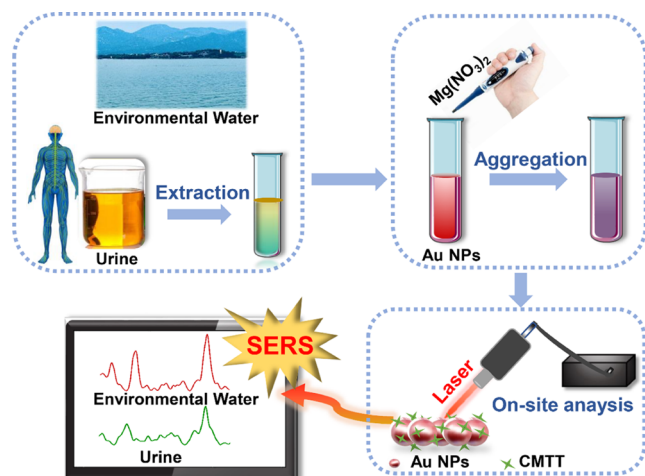 Environmental Water
Extraction
Urine
Mg(NO₃)₂
Aggregation
Au NPs
SERS
Environmental Water
Urine
Laser
On-site anaysis
Au NPs
CMTT